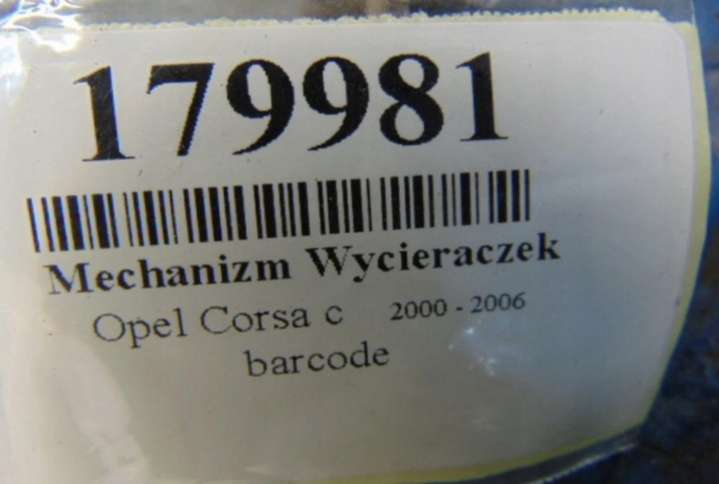 179981
Mechanizm Wycieraczek
Opel Corsa c 2000 - 2006
barcode